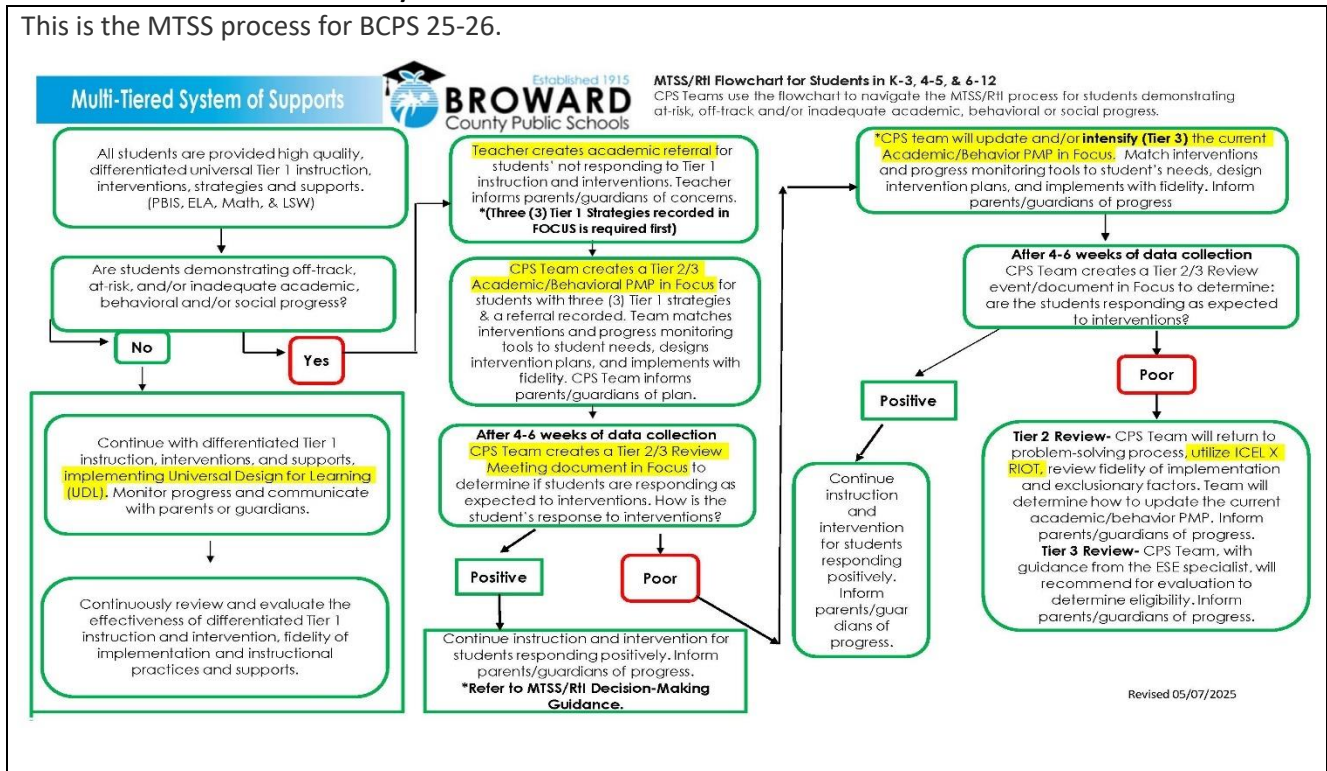 This is the MTSS process for BCPS 25-26.
Multi-Tiered System of Supports
Established 1915
BROWARD
County Public Schools
MTSS/RtI Flowchart for Students in K-3, 4-5, & 6-12
CPS Teams use the flowchart to navigate the MTSS/RtI process for students demonstrating
at-risk, off-track and/or inadequate academic, behavioral or social progress.
All students are provided high quality,
differentiated universal Tier 1 instruction,
interventions, strategies and supports.
(PBIS, ELA, Math, & LSW)
Are students demonstrating off-track,
at-risk, and/or inadequate academic,
behavioral and/or social progress?
No
Yes
Continue with differentiated Tier 1
instruction, interventions, and supports,
implementing Universal Design for Learning
(UDL). Monitor progress and communicate
with parents or guardians.
Continuously review and evaluate the
effectiveness of differentiated Tier 1
instruction and intervention, fidelity of
implementation and instructional
practices and supports.
Teacher creates academic referral for
students' not responding to Tier 1
instruction and interventions. Teacher
informs parents/guardians of concerns.
*(Three (3) Tier 1 Strategies recorded in
FOCUS is required first)
CPS Team creates a Tier 2/3
Academic/Behavioral PMP in Focus for
students with three (3) Tier 1 strategies
& a referral recorded. Team matches
interventions and progress monitoring
tools to student needs, designs
intervention plans, and implements with
fidelity. CPS Team informs
parents/guardians of plan.
After 4-6 weeks of data collection
CPS Team creates a Tier 2/3 Review
Meeting document in Focus to
determine if students are responding as
expected to interventions. How is the
student's response to interventions?
Positive
Poor
Continue instruction and intervention for
students responding positively. Inform
parents/guardians of progress.
*Refer to MTSS/RtI Decision-Making
Guidance.
*CPS team will update and/or intensify (Tier 3) the current
Academic/Behavior PMP in Focus. Match interventions
and progress monitoring tools to student's needs, design
intervention plans, and implements with fidelity. Inform
parents/guardians of progress
After 4-6 weeks of data collection
CPS Team creates a Tier 2/3 Review
event/document in Focus to determine:
are the students responding as expected
to interventions?
Positive
Poor
Continue
instruction
and
intervention
for students
responding
positively.
Inform
parents/guar
dians of
progress.
Tier 2 Review- CPS Team will return to
problem-solving process, utilize ICEL X
RIOT, review fidelity of implementation
and exclusionary factors. Team will
determine how to update the current
academic/behavior PMP. Inform
parents/guardians of progress.
Tier 3 Review- CPS Team, with
guidance from the ESE specialist, will
recommend for evaluation to
determine eligibility. Inform
parents/guardians of progress.
Revised 05/07/2025